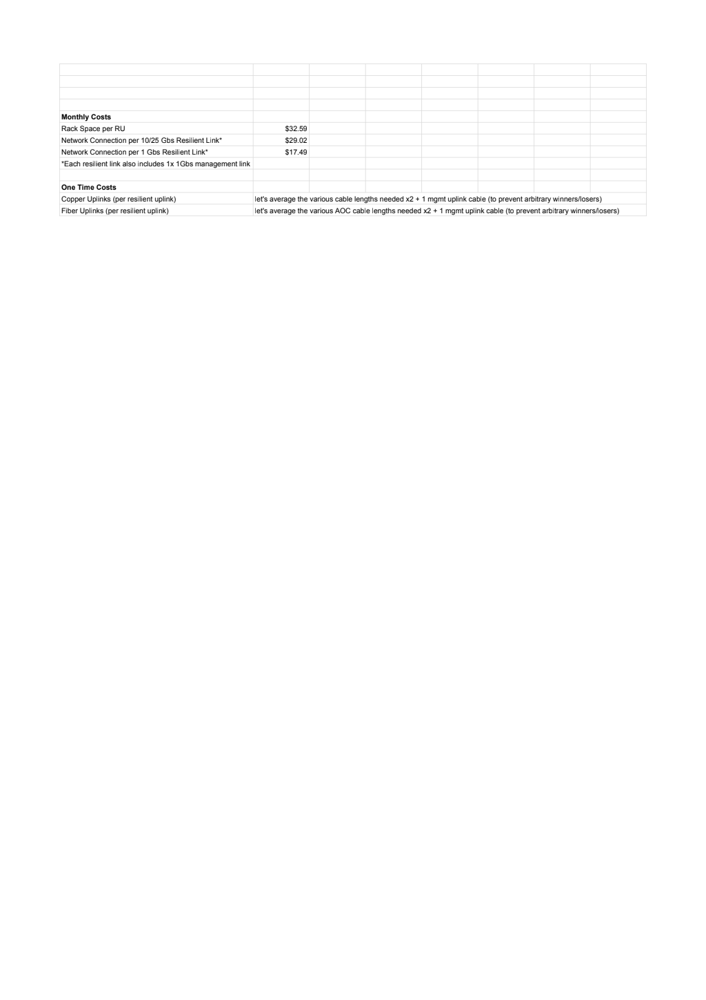 Monthly Costs
Rack Space per RU $32.59
Network Connection per 10/25 Gbs Resilient Link* $29.02
Network Connection per 1 Gbs Resilient Link* $17.49
*Each resilient link also includes 1x 1Gbs management link
One Time Costs
Copper Uplinks (per resilient uplink) let's average the various cable lengths needed x2 + 1 mgmt uplink cable (to prevent arbitrary winners/losers)
Fiber Uplinks (per resilient uplink) let's average the various AOC cable lengths needed x2 + 1 mgmt uplink cable (to prevent arbitrary winners/losers)